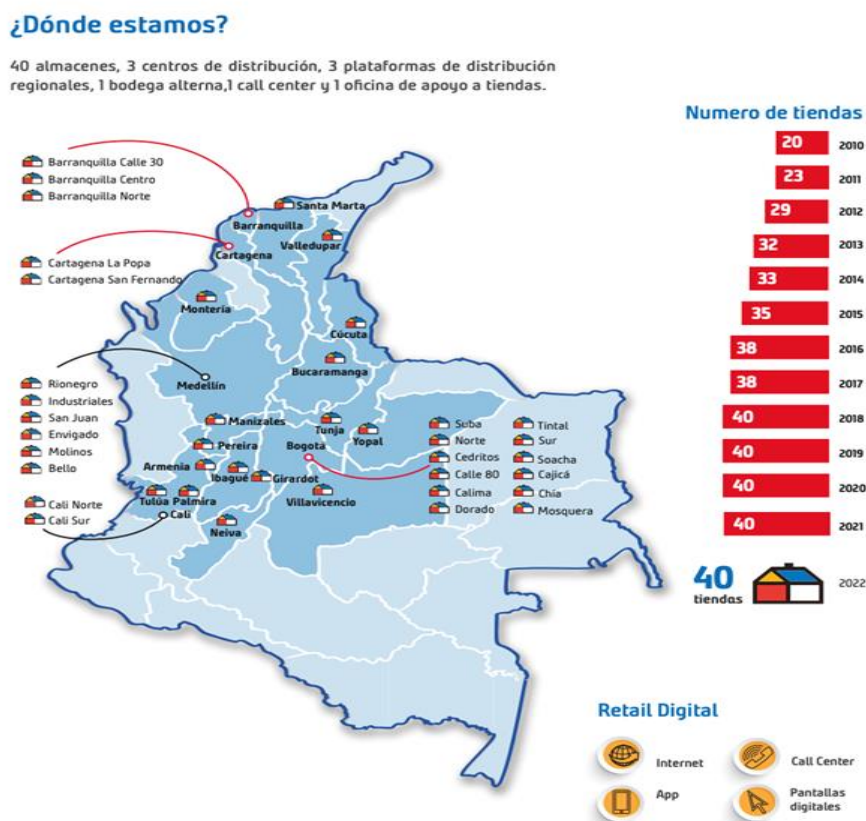 ¿Dónde estamos?
40 almacenes, 3 centros de distribución, 3 plataformas de distribución
regionales, 1 bodega alterna,1 call center y 1 oficina de apoyo a tiendas.
Barranquilla Calle 30
Barranquilla Centro
Barranquilla Norte
Cartagena La Popa
Cartagena San Fernando
Rionegro
Industriales
San Juan
Envigado
Molinos
Bello
Cali Norte
Cali Sur
Santa Marta
Barranquilla
Valledupar
Cartagena
Montería
Cúcuta
Bucaramanga
Medellín
Manizales
Tunja
Yopal
Pereira
Bogota
Armenia
Ibagué
Girardot
Tulúa
Palmira
Villavicencio
Cali
Neiva
Suba
Norte
Cedritos
Calle 80
Calima
Dorado
Tintal
Sur
Soacha
Cajicá
Chía
Mosquera
Numero de tiendas
20 2010
23 2011
29 2012
32 2013
33 2014
35 2015
38 2016
38 2017
40 2018
40 2019
40 2020
40 2021
40 2022
tiendas
Retail Digital
Internet
Call Center
App
Pantallas
digitales